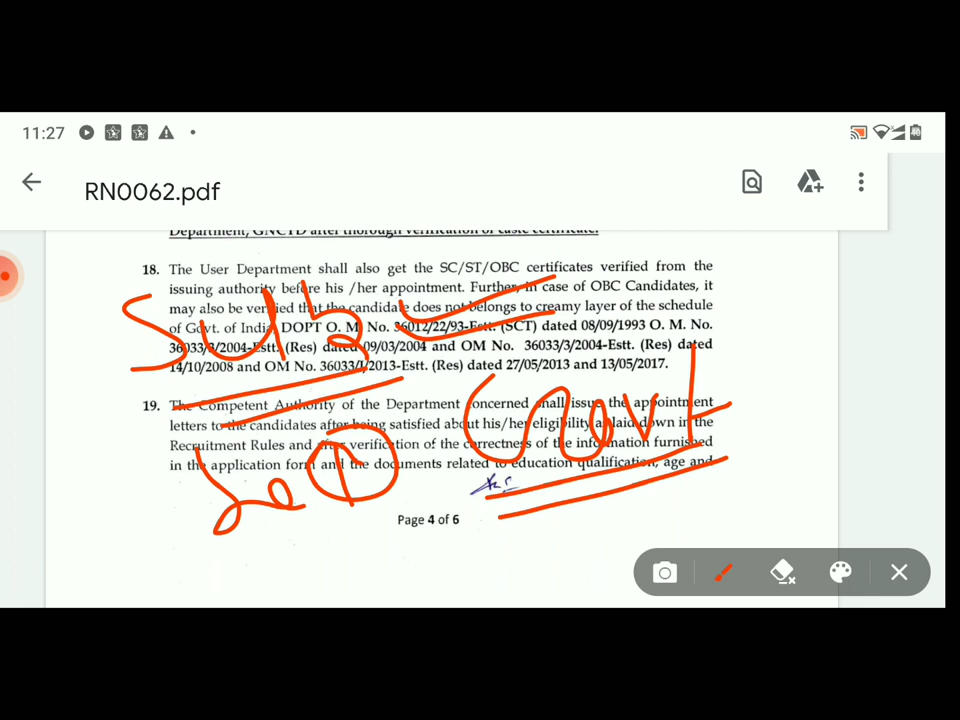 11:27
RN0062.pdf
Department, GNCTD after thorough verification of caste certificate.
18. The User Department shall also get the SC/ST/OBC certificates verified from the
issuing authority before his /her appointment. Further, in case of OBC Candidates, it
may also be verified that the candidate does not belongs to creamy layer of the schedule
of Govt. of India, DOPT O. M. No. 36012/22/93-Estt. (SCT) dated 08/09/1993 O. M. No.
36033/3/2004-Estt. (Res) dated 09/03/2004 and OM No. 36033/3/2004-Estt. (Res) dated
14/10/2008 and OM No. 36033/1/2013-Estt. (Res) dated 27/05/2013 and 13/05/2017.
19. The Competent Authority of the Department concerned shall issue the appointment
letters to the candidates after being satisfied about his/her eligibility as laid down in the
Recruitment Rules and after verification of the correctness of the information furnished
in the application form and the documents related to education qualification, age and
Page 4 of 6
Govt